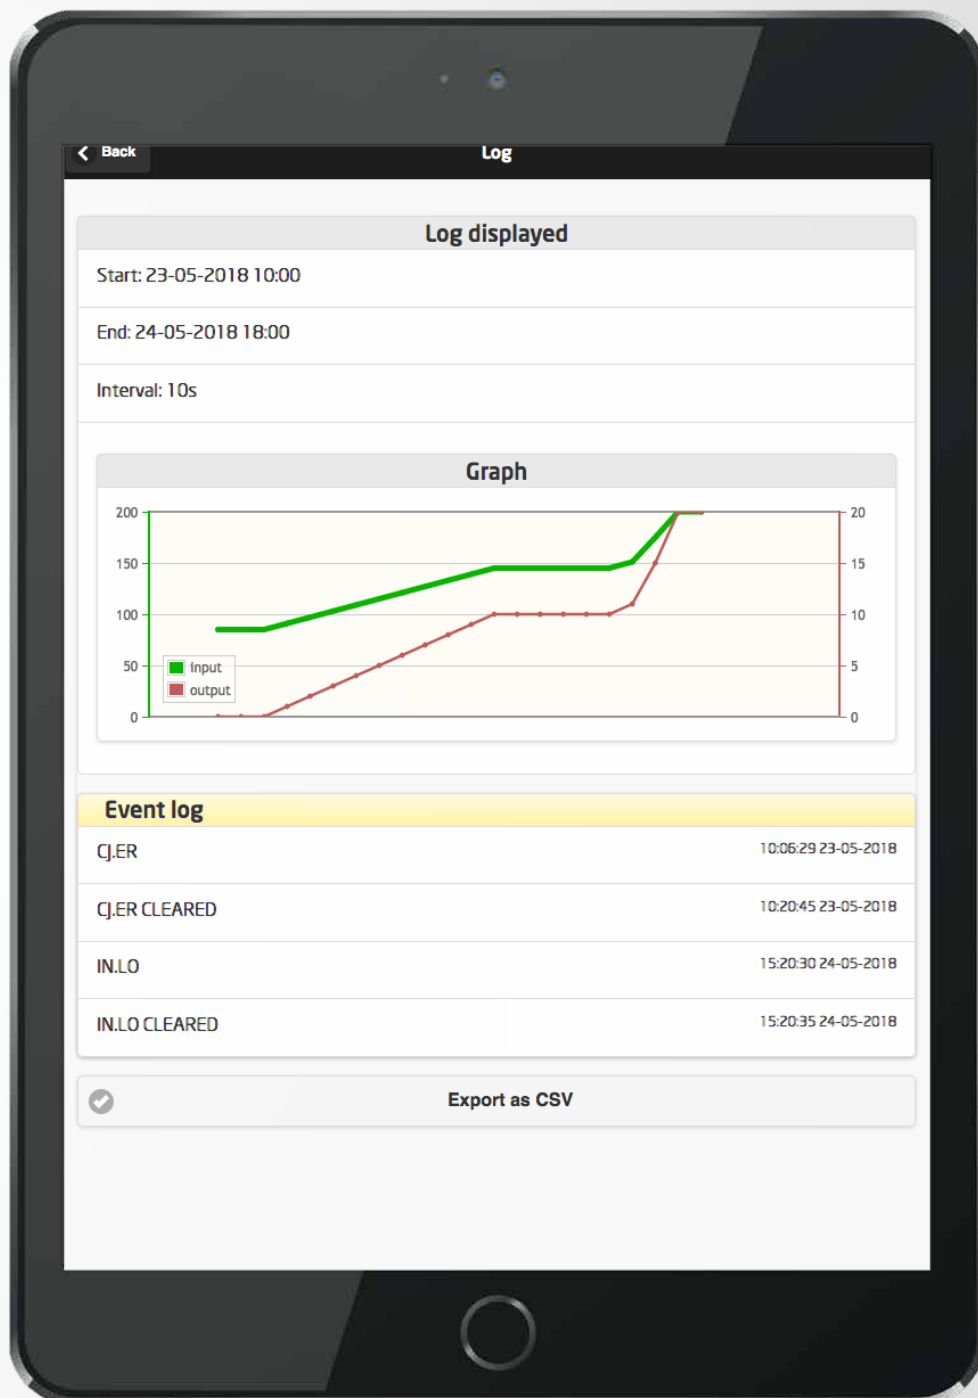 Back
Log
Log displayed
Start: 23-05-2018 10:00
End: 24-05-2018 18:00
Interval: 10s
Graph
200
20
150
15
100
10
50
5
0
0
input
output
Event log
CJ.ER 10:06:29 23-05-2018
CJ.ER CLEARED 10:20:45 23-05-2018
IN.LO 15:20:30 24-05-2018
IN.LO CLEARED 15:20:35 24-05-2018
Export as CSV